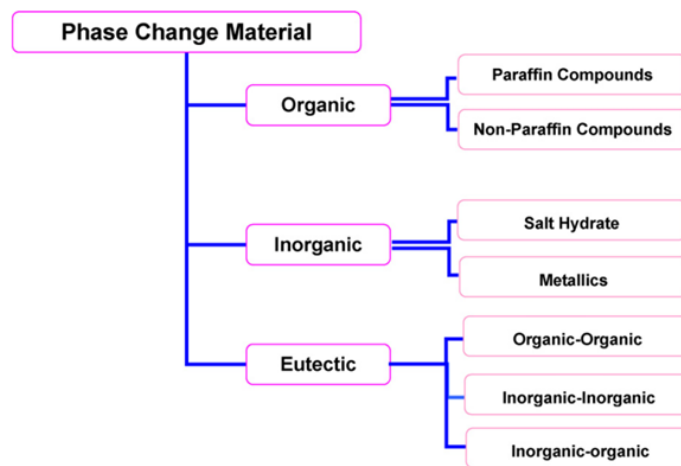 Phase Change Material
Organic
Paraffin Compounds
Non-Paraffin Compounds
Inorganic
Salt Hydrate
Metallics
Eutectic
Organic-Organic
Inorganic-Inorganic
Inorganic-organic